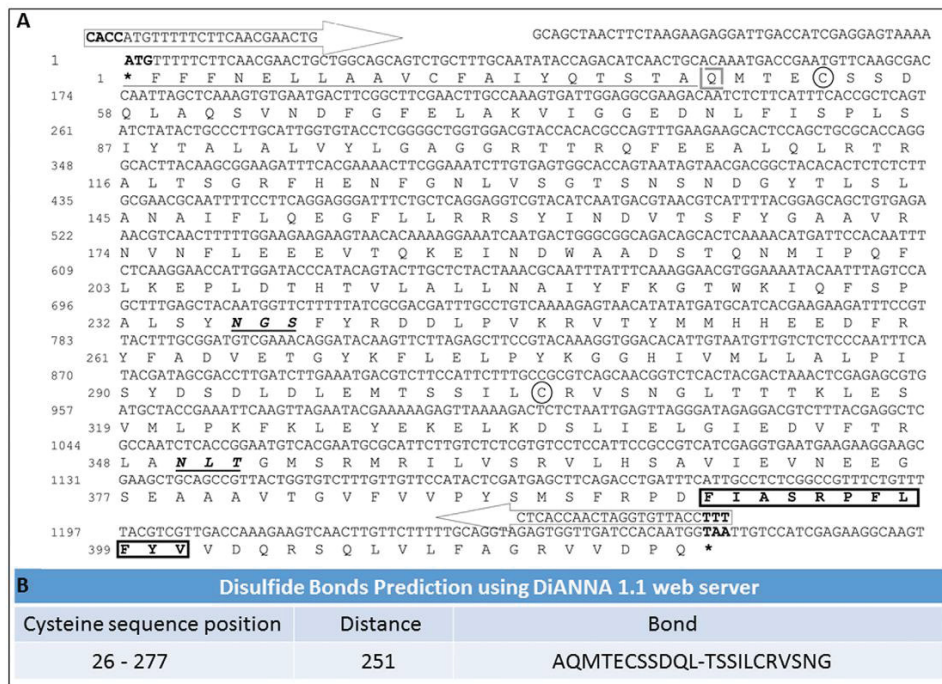 A
CACCATGTTTTTCTTCAACGAACTG
GCAGCTAACTTCTAAGAAGAGGATTGACCATCGAGGAGTAAAA
1 ATGTTTTTCTTCAACGAACTGCTGGCAGCAGTCTGCTTTGCAATATACCAGACATCAACTGCACAAATGACCGAATGTTCAAGCGAC
1 * F F F N E L L A A V C F A I Y Q T S T A Q M T E C S S D
174 CAATTAGCTCAAAGTGTGAATGACTTCGGCTTCGAACTTGCCAAAGTGATTGGAGGCGAAGACAATCTCTTCATTTCACCGCTCAGT
58 Q L A Q S V N D F G F E L A K V I G G E D N L F I S P L S
261 ATCTATACTGCCCTTGCATTGGTGTACCTCGGGGCTGGTGGACGTACCACACGCCAGTTTGAAGAAGCACTCCAGCTGCGCACCAGG
87 I Y T A L A L V Y L G A G G R T T R Q F E E A L Q L R T R
348 GCACTTACAAGCGGAAGATTTCACGAAAACTTCGGAAATCTTGTGAGTGGCACCAGTAATAGTAACGACGGCTACACACTCTCTCTT
116 A L T S G R F H E N F G N L V S G T S N S N D G Y T L S L
435 GCGAACGCAATTTTCCTTCAGGAGGGATTTCTGCTCAGGAGGTCGTACATCAATGACGTAACGTCATTTTACGGAGCAGCTGTGAGA
145 A N A I F L Q E G F L L R R S Y I N D V T S F Y G A A V R
522 AACGTCAACTTTTTGGAAGAAGAAGTAACACAAAAGGAAATCAATGACTGGGCGGCAGACAGCACTCAAAACATGATTCCACAATTT
174 N V N F L E E E V T Q K E I N D W A A D S T Q N M I P Q F
609 CTCAAGGAACCATTGGATACCCATACAGTACTTGCTCTACTAAACGCAATTTATTTCAAAGGAACGTGGAAAATACAATTTAGTCCA
203 L K E P L D T H T V L A L L N A I Y F K G T W K I Q F S P
696 GCTTTGAGCTACAATGGTTCTTTTTATCGCGACGATTTGCCTGTCAAAAGAGTAACATATATGATGCATCACGAAGAAGATTTCCGT
232 A L S Y N G S F Y R D D L P V K R V T Y M M H H E E D F R
783 TACTTTGCGGATGTCGAAACAGGATACAAGTTCTTAGAGCTTCCGTACAAAGGTGGACACATTGTAATGTTGTCTCTCCCAATTTCA
261 Y F A D V E T G Y K F L E L P Y K G G H I V M L L A L P I
870 TACGATAGCGACCTTGATCTTGAAATGACGTCTTCCATTCTTTGCCGCGTCAGCAACGGTCTCACTACGACTAAACTCGAGAGCGTG
290 S Y D S D L D L E M T S S I L C R V S N G L T T T K L E S
957 ATGCTACCGAAATTCAAGTTAGAATACGAAAAAGAGTTAAAAGACTCTCTAATTGAGTTAGGGATAGAGGACGTCTTTACGAGGCTC
319 V M L P K F K L E Y E K E L K D S L I E L G I E D V F T R
1044 GCCAATCTCACCGGAATGTCACGAATGCGCATTCTTGTCTCTCGTGTCCTCCATTCCGCCGTCATCGAGGTGAATGAAGAAGGAAGC
348 L A N L T G M S R M R I L V S R V L H S A V I E V N E E G
1131 GAAGCTGCAGCCGTTACTGGTGTCTTTGTTGTTCCATACTCGATGAGCTTCAGACCTGATTTCATTGCCTCTCGGCCGTTTCTGTTT
377 S E A A A V T G V F V V P Y S M S F R P D F I A S R P F L
CTCACCAACTAGGTGTTACCTTT
1197 TACGTCGTTGACCAAAGAAGTCAACTTGTTCTTTTTGCAGGTAGAGTGGTTGATCCACAATGGTAATTGTCCATCGAGAAGGCAAGT
399 F Y V V D Q R S Q L V L F A G R V V D P Q *
B
Disulfide Bonds Prediction using DiANNA 1.1 web server
Cysteine sequence position Distance Bond
26 - 277 251 AQMTECSSDQL-TSSILCRVSNG